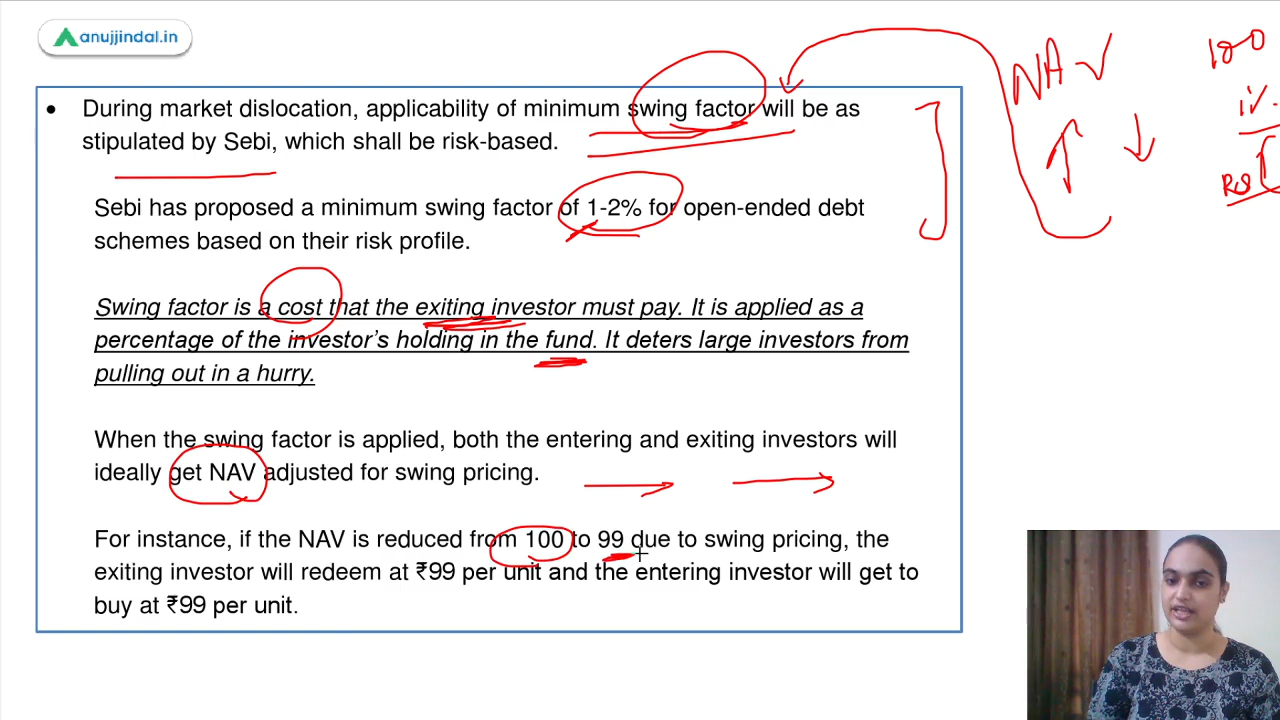 anujjindal.in
During market dislocation, applicability of minimum swing factor will be as
stipulated by Sebi, which shall be risk-based.
Sebi has proposed a minimum swing factor of 1-2% for open-ended debt
schemes based on their risk profile.
Swing factor is a cost that the exiting investor must pay. It is applied as a
percentage of the investor's holding in the fund. It deters large investors from
pulling out in a hurry.
When the swing factor is applied, both the entering and exiting investors will
ideally get NAV adjusted for swing pricing.
For instance, if the NAV is reduced from 100 to 99 due to swing pricing, the
exiting investor will redeem at ₹99 per unit and the entering investor will get to
buy at ₹99 per unit.
NAV
100
1%